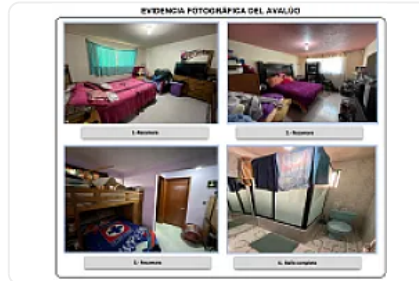 EVIDENCIA FOTOGRÁFICA DEL AVALÚO
1.-Recamara
2.- Recamara
3.- Recamara
4.- Baño completo